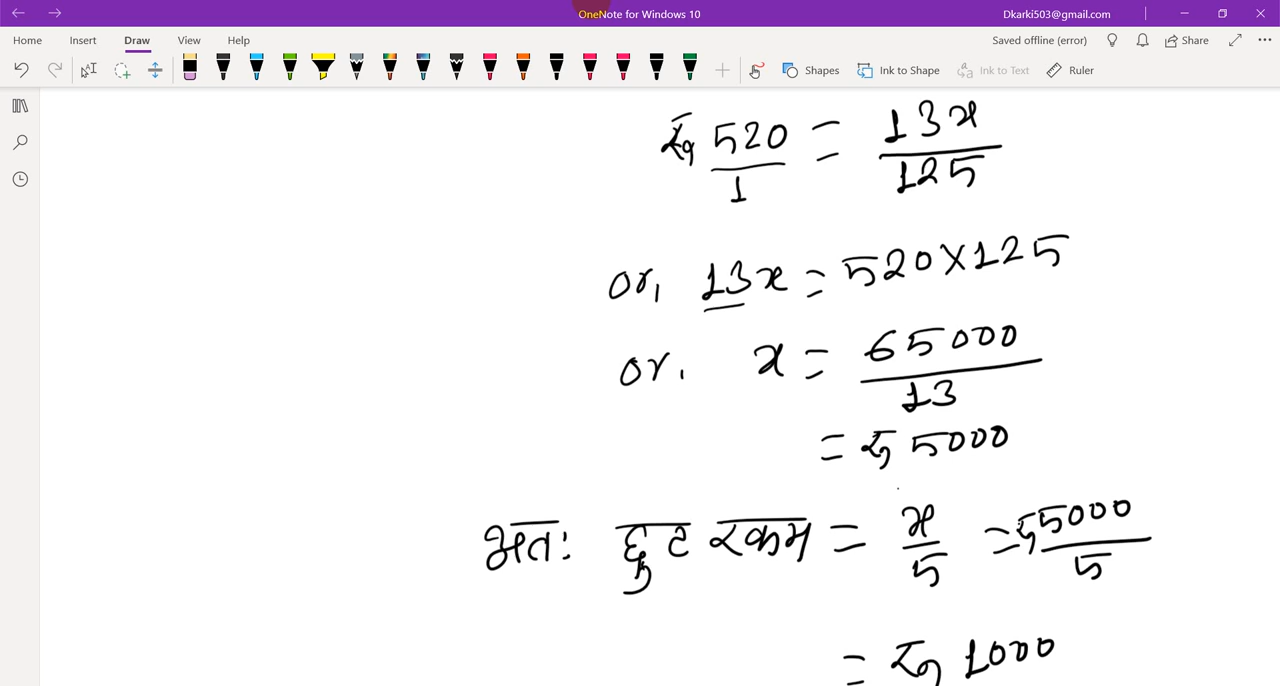 OneNote for Windows 10
Dkarki503@gmail.com
Home Insert Draw View Help
Saved offline (error) Share
Shapes Ink to Shape Ink to Text Ruler
रु 520/1 = 13x/125
or, 13x = 520×125
or. x = 65000/13
= रु 5000
अतः छुट रकम = x/5 = रु 5000/5
= रु 1000